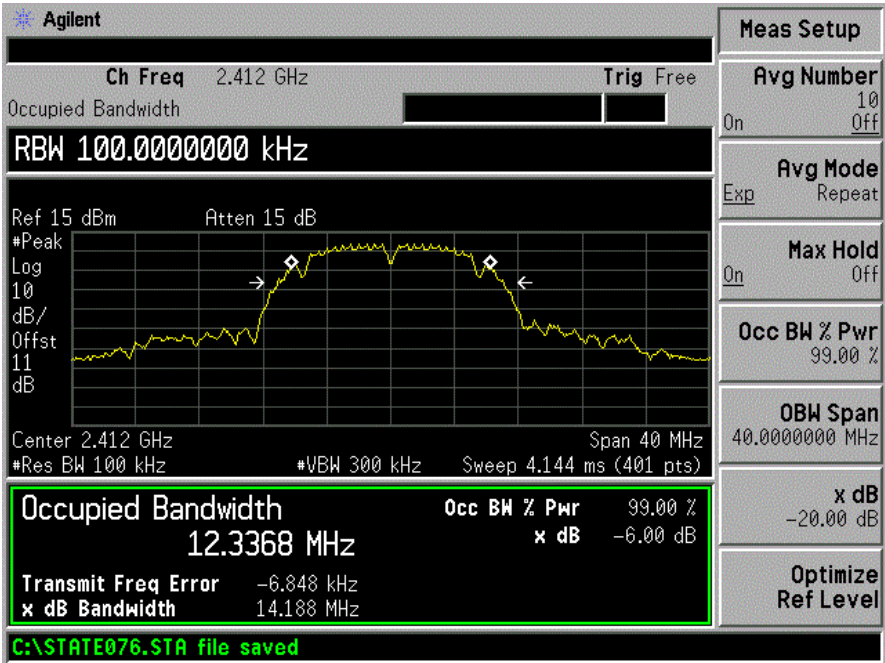 Agilent
Ch Freq 2.412 GHz Trig Free
Occupied Bandwidth
RBW 100.0000000 kHz
Ref 15 dBm Atten 15 dB
#Peak
Log
10
dB/
Offst
11
dB
Center 2.412 GHz Span 40 MHz
#Res BW 100 kHz #VBW 300 kHz Sweep 4.144 ms (401 pts)
Occupied Bandwidth
12.3368 MHz
Occ BW % Pwr 99.00 %
x dB -6.00 dB
Transmit Freq Error -6.848 kHz
x dB Bandwidth 14.188 MHz
C:\STATE076.STA file saved
Meas Setup
Avg Number
10
On Off
Avg Mode
Exp Repeat
Max Hold
On Off
Occ BW % Pwr
99.00 %
OBW Span
40.0000000 MHz
x dB
-20.00 dB
Optimize
Ref Level